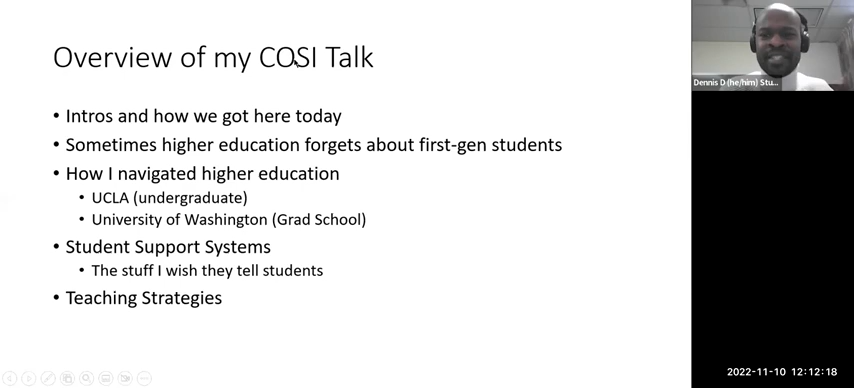 Overview of my COSI Talk
• Intros and how we got here today
• Sometimes higher education forgets about first-gen students
• How I navigated higher education
• UCLA (undergraduate)
• University of Washington (Grad School)
• Student Support Systems
• The stuff I wish they tell students
• Teaching Strategies
Dennis D (he/him) Stu...
2022-11-10 12:12:18